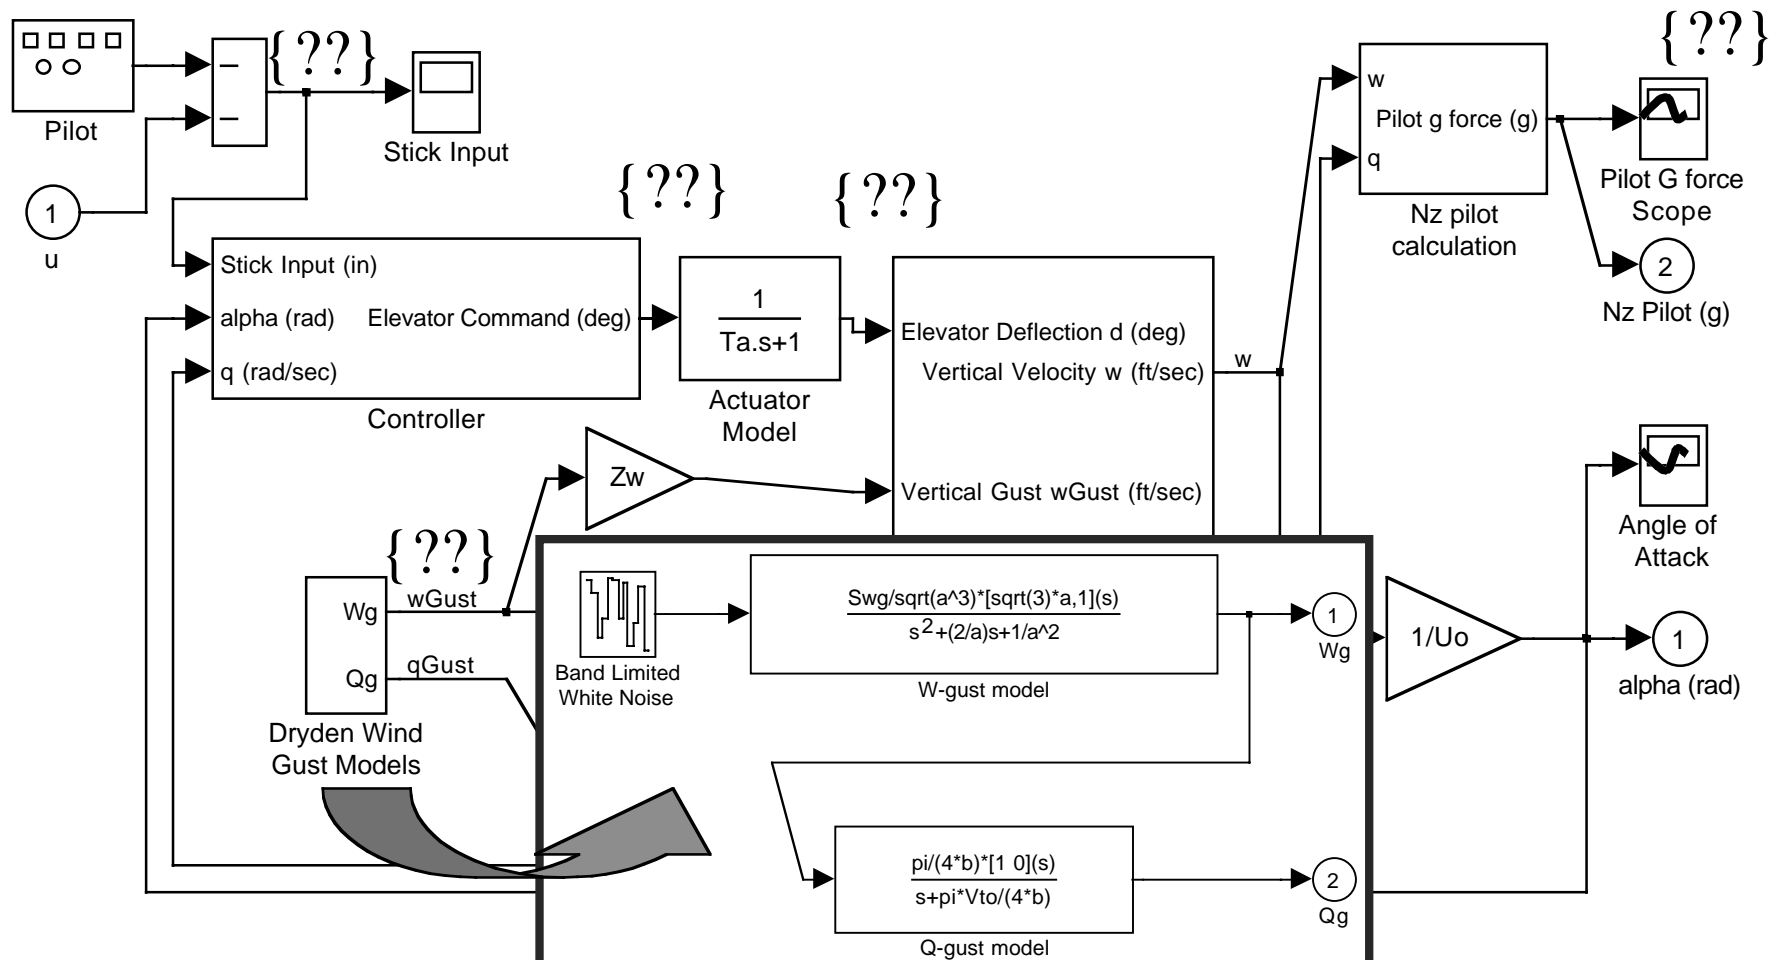 {??}
{??}
Pilot
Stick Input
1
u
w
Pilot g force (g)
q
Nz pilot
calculation
Pilot G force
Scope
2
Nz Pilot (g)
{??}
{??}
Stick Input (in)
alpha (rad)
Elevator Command (deg)
q (rad/sec)
Controller
1
Ta.s+1
Actuator
Model
Elevator Deflection d (deg)
Vertical Velocity w (ft/sec)
w
Zw
Vertical Gust wGust (ft/sec)
Angle of
Attack
{??}
Wg
wGust
Qg
qGust
Dryden Wind
Gust Models
Band Limited
White Noise
Swg/sqrt(a^3)*[sqrt(3)*a,1](s)
s2+(2/a)s+1/a^2
W-gust model
1
Wg
1/Uo
1
alpha (rad)
pi/(4*b)*[1 0](s)
s+pi*Vto/(4*b)
Q-gust model
2
Qg